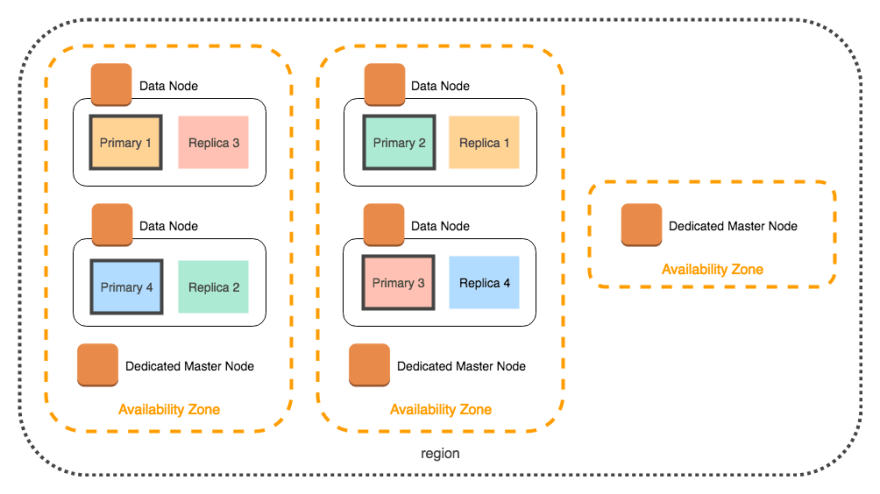 Data Node
Primary 1
Replica 3
Data Node
Primary 4
Replica 2
Dedicated Master Node
Availability Zone
Data Node
Primary 2
Replica 1
Data Node
Primary 3
Replica 4
Dedicated Master Node
Availability Zone
Dedicated Master Node
Availability Zone
region